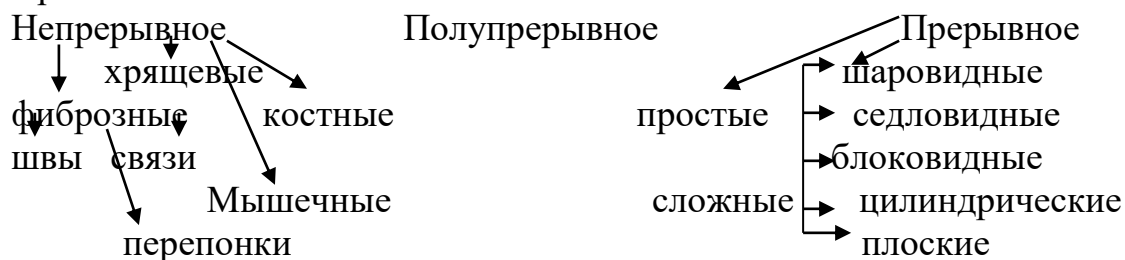 Непрерывное Полупрерывное Прерывное
хрящевые шаровидные
фиброзные костные простые седловидные
швы связи блоковидные
Мышечные сложные цилиндрические
перепонки плоские